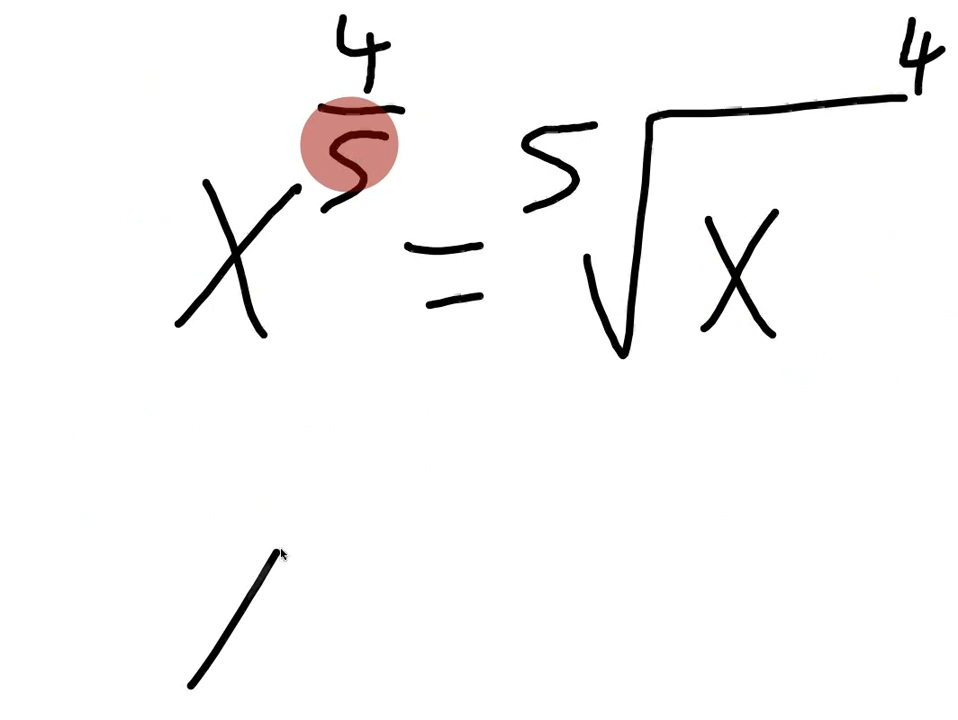 x^{4/5} = ⁵√x ⁴